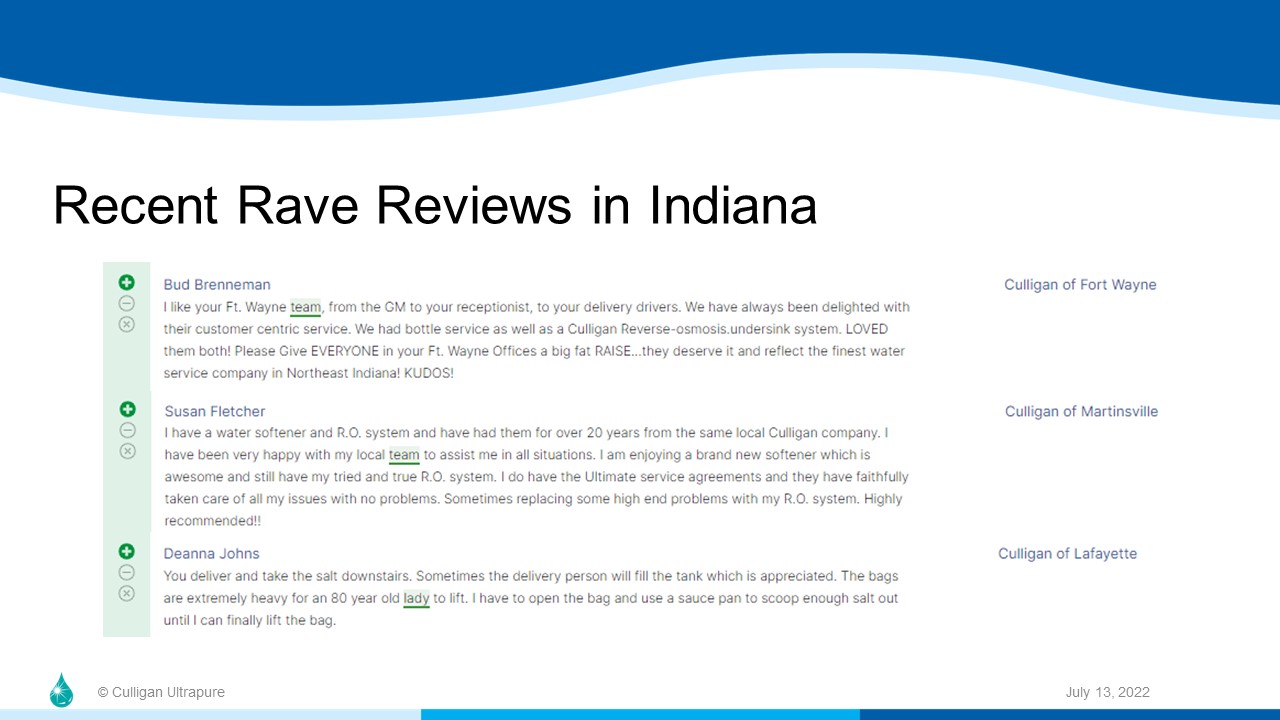 Recent Rave Reviews in Indiana
Bud Brenneman
Culligan of Fort Wayne
I like your Ft. Wayne team, from the GM to your receptionist, to your delivery drivers. We have always been delighted with
their customer centric service. We had bottle service as well as a Culligan Reverse-osmosis.undersink system. LOVED
them both! Please Give EVERYONE in your Ft. Wayne Offices a big fat RAISE...they deserve it and reflect the finest water
service company in Northeast Indiana! KUDOS!
Susan Fletcher
Culligan of Martinsville
I have a water softener and R.O. system and have had them for over 20 years from the same local Culligan company. I
have been very happy with my local team to assist me in all situations. I am enjoying a brand new softener which is
awesome and still have my tried and true R.O. system. I do have the Ultimate service agreements and they have faithfully
taken care of all my issues with no problems. Sometimes replacing some high end problems with my R.O. system. Highly
recommended!!
Deanna Johns
Culligan of Lafayette
You deliver and take the salt downstairs. Sometimes the delivery person will fill the tank which is appreciated. The bags
are extremely heavy for an 80 year old lady to lift. I have to open the bag and use a sauce pan to scoop enough salt out
until I can finally lift the bag.
© Culligan Ultrapure
July 13, 2022